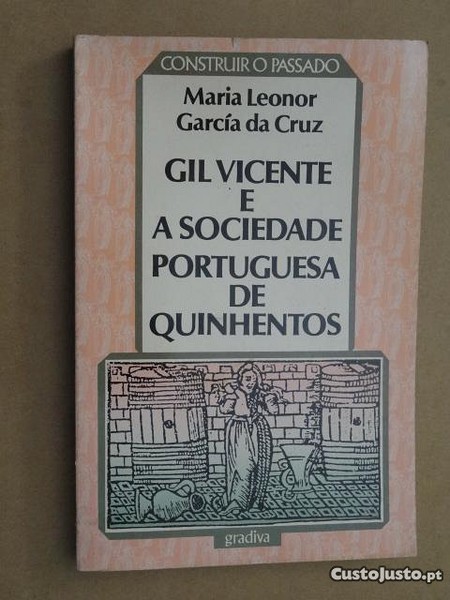 CONSTRUIR O PASSADO
Maria Leonor
García da Cruz
GIL VICENTE
E
A SOCIEDADE
PORTUGUESA
DE
QUINHENTOS
gradiva
CustoJusto.pt